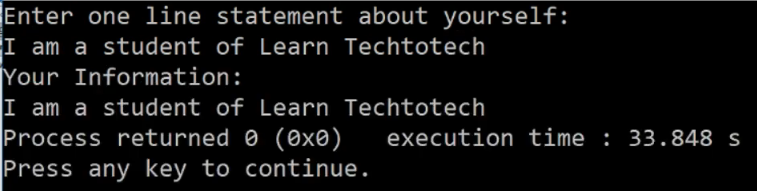 Enter one line statement about yourself:
I am a student of Learn Techtotech
Your Information:
I am a student of Learn Techtotech
Process returned 0 (0x0)   execution time : 33.848 s
Press any key to continue.